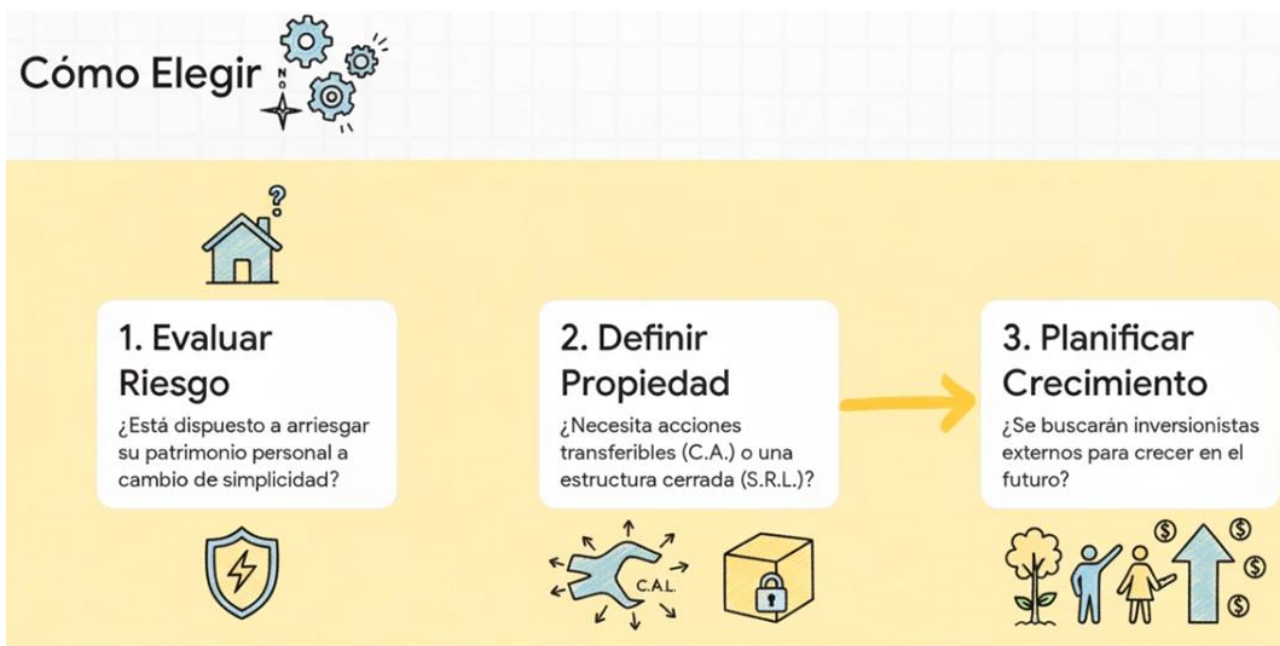 Cómo Elegir
N
?
1. Evaluar
Riesgo
¿Está dispuesto a arriesgar
su patrimonio personal a
cambio de simplicidad?
2. Definir
Propiedad
¿Necesita acciones
transferibles (C.A.) o una
estructura cerrada (S.R.L.)?
C.A.L
3. Planificar
Crecimiento
¿Se buscarán inversionistas
externos para crecer en el
futuro?
$ $
$
$